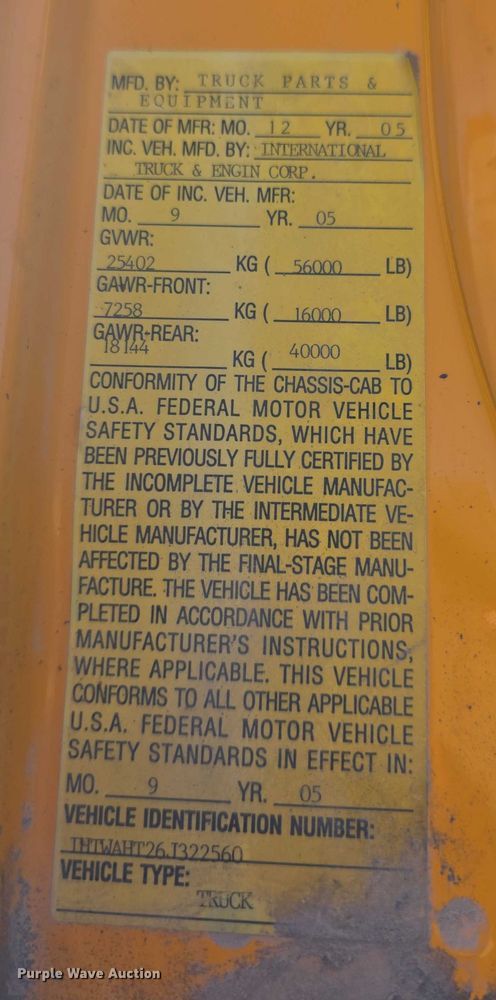 MFD. BY: TRUCK PARTS &
EQUIPMENT
DATE OF MFR: MO. 12 YR. 05
INC. VEH. MFD. BY: INTERNATIONAL
TRUCK & ENGIN CORP.
DATE OF INC. VEH. MFR:
MO. 9 YR. 05
GVWR:
25402 KG ( 56000 LB)
GAWR-FRONT:
7258 KG ( 16000 LB)
GAWR-REAR:
18144 KG ( 40000 LB)
CONFORMITY OF THE CHASSIS-CAB TO
U.S.A. FEDERAL MOTOR VEHICLE
SAFETY STANDARDS, WHICH HAVE
BEEN PREVIOUSLY FULLY CERTIFIED BY
THE INCOMPLETE VEHICLE MANUFAC-
TURER OR BY THE INTERMEDIATE VE-
HICLE MANUFACTURER, HAS NOT BEEN
AFFECTED BY THE FINAL-STAGE MANU-
FACTURE. THE VEHICLE HAS BEEN COM-
PLETED IN ACCORDANCE WITH PRIOR
MANUFACTURER'S INSTRUCTIONS,
WHERE APPLICABLE. THIS VEHICLE
CONFORMS TO ALL OTHER APPLICABLE
U.S.A. FEDERAL MOTOR VEHICLE
SAFETY STANDARDS IN EFFECT IN:
MO. 9 YR. 05
VEHICLE IDENTIFICATION NUMBER:
VEHICLE TYPE:
TRUCK
Purple Wave Auction